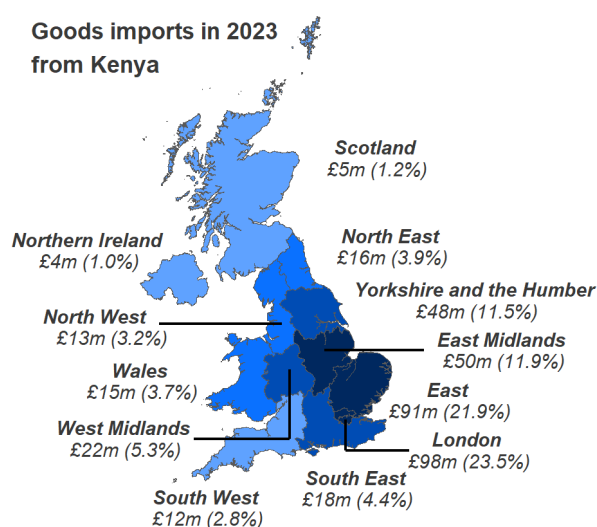 Goods imports in 2023
from Kenya
Scotland
£5m (1.2%)
Northern Ireland
£4m (1.0%)
North East
£16m (3.9%)
Yorkshire and the Humber
£48m (11.5%)
North West
£13m (3.2%)
East Midlands
£50m (11.9%)
Wales
£15m (3.7%)
East
£91m (21.9%)
West Midlands
£22m (5.3%)
London
£98m (23.5%)
South East
£18m (4.4%)
South West
£12m (2.8%)